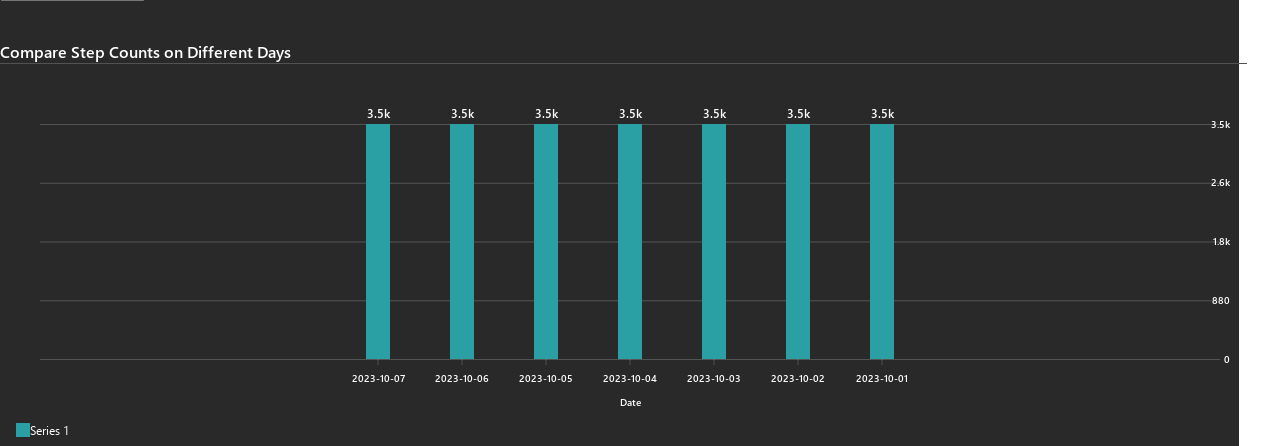 Compare Step Counts on Different Days
3.5k 3.5k 3.5k 3.5k 3.5k 3.5k 3.5k
3.5k
2.6k
1.8k
880
0
2023-10-07 2023-10-06 2023-10-05 2023-10-04 2023-10-03 2023-10-02 2023-10-01
Date
Series 1